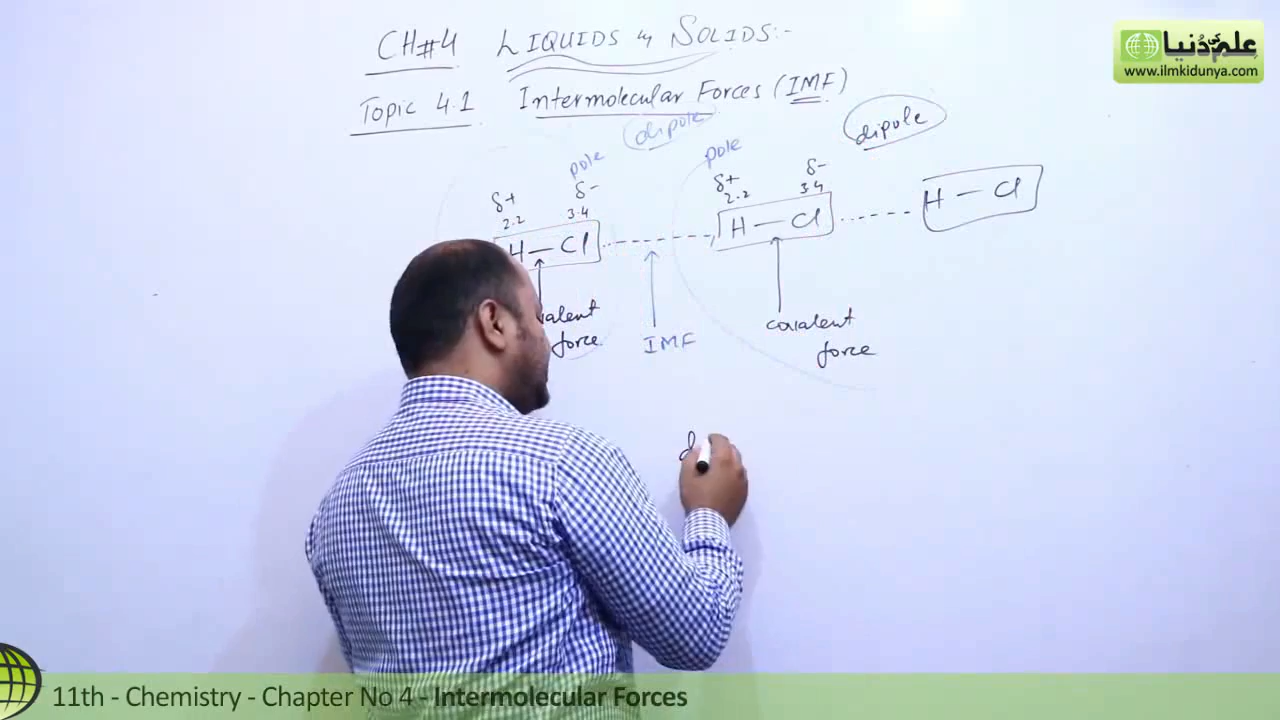 CH#4 LIQUIDS & SOLIDS:-
علم کی دُنیا
www.ilmkidunya.com
Topic 4.1 Intermolecular Forces (IMF)
dipole
dipole
pole
pole
δ+ δ- δ+ δ-
2.2 3.4 2.2 3.4
H — Cl H — Cl H — Cl
force
IMF
covalent
force
d
11th - Chemistry - Chapter No 4 - Intermolecular Forces